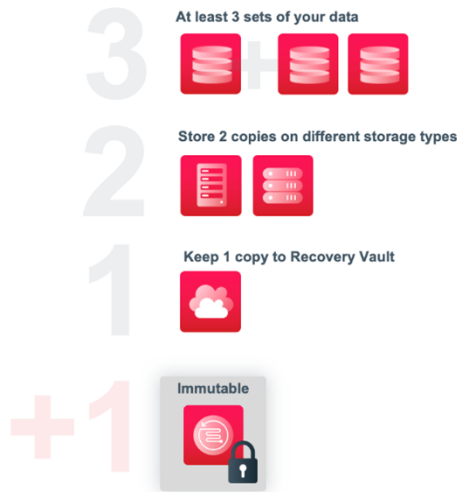 3
At least 3 sets of your data
+
2
Store 2 copies on different storage types
1
Keep 1 copy to Recovery Vault
+1
Immutable